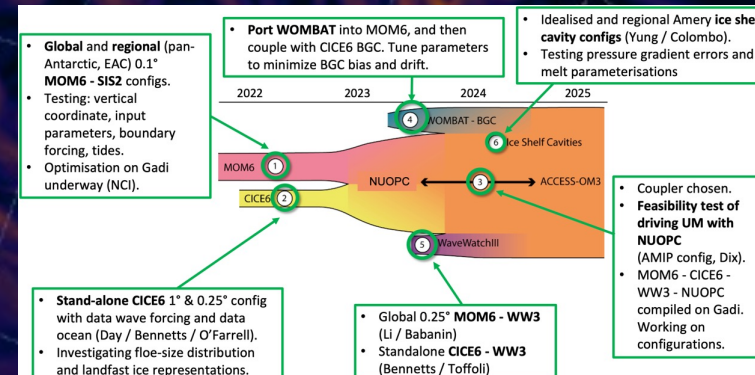 • Global and regional (pan-
Antarctic, EAC) 0.1°
MOM6 - SIS2 configs.
• Testing: vertical
coordinate, input
parameters, boundary
forcing, tides.
• Optimisation on Gadi
underway (NCI).
• Port WOMBAT into MOM6, and then
couple with CICE6 BGC. Tune parameters
to minimize BGC bias and drift.
• Idealised and regional Amery ice she
cavity configs (Yung / Colombo).
• Testing pressure gradient errors and
melt parameterisations
2022 2023 2024 2025
4 WOMBAT - BGC
6 Ice Shelf Cavities
MOM6 1
NUOPC 3 ACCESS-OM3
CICE6 2
5 WaveWatchIII
• Coupler chosen.
• Feasibility test of
driving UM with
NUOPC
(AMIP config, Dix).
• MOM6 - CICE6 -
WW3 - NUOPC
compiled on Gadi.
Working on
configurations.
• Stand-alone CICE6 1° & 0.25° config
with data wave forcing and data
ocean (Day / Bennetts / O’Farrell).
• Investigating floe-size distribution
and landfast ice representations.
• Global 0.25° MOM6 - WW3
(Li / Babanin)
• Standalone CICE6 - WW3
(Bennetts / Toffoli)